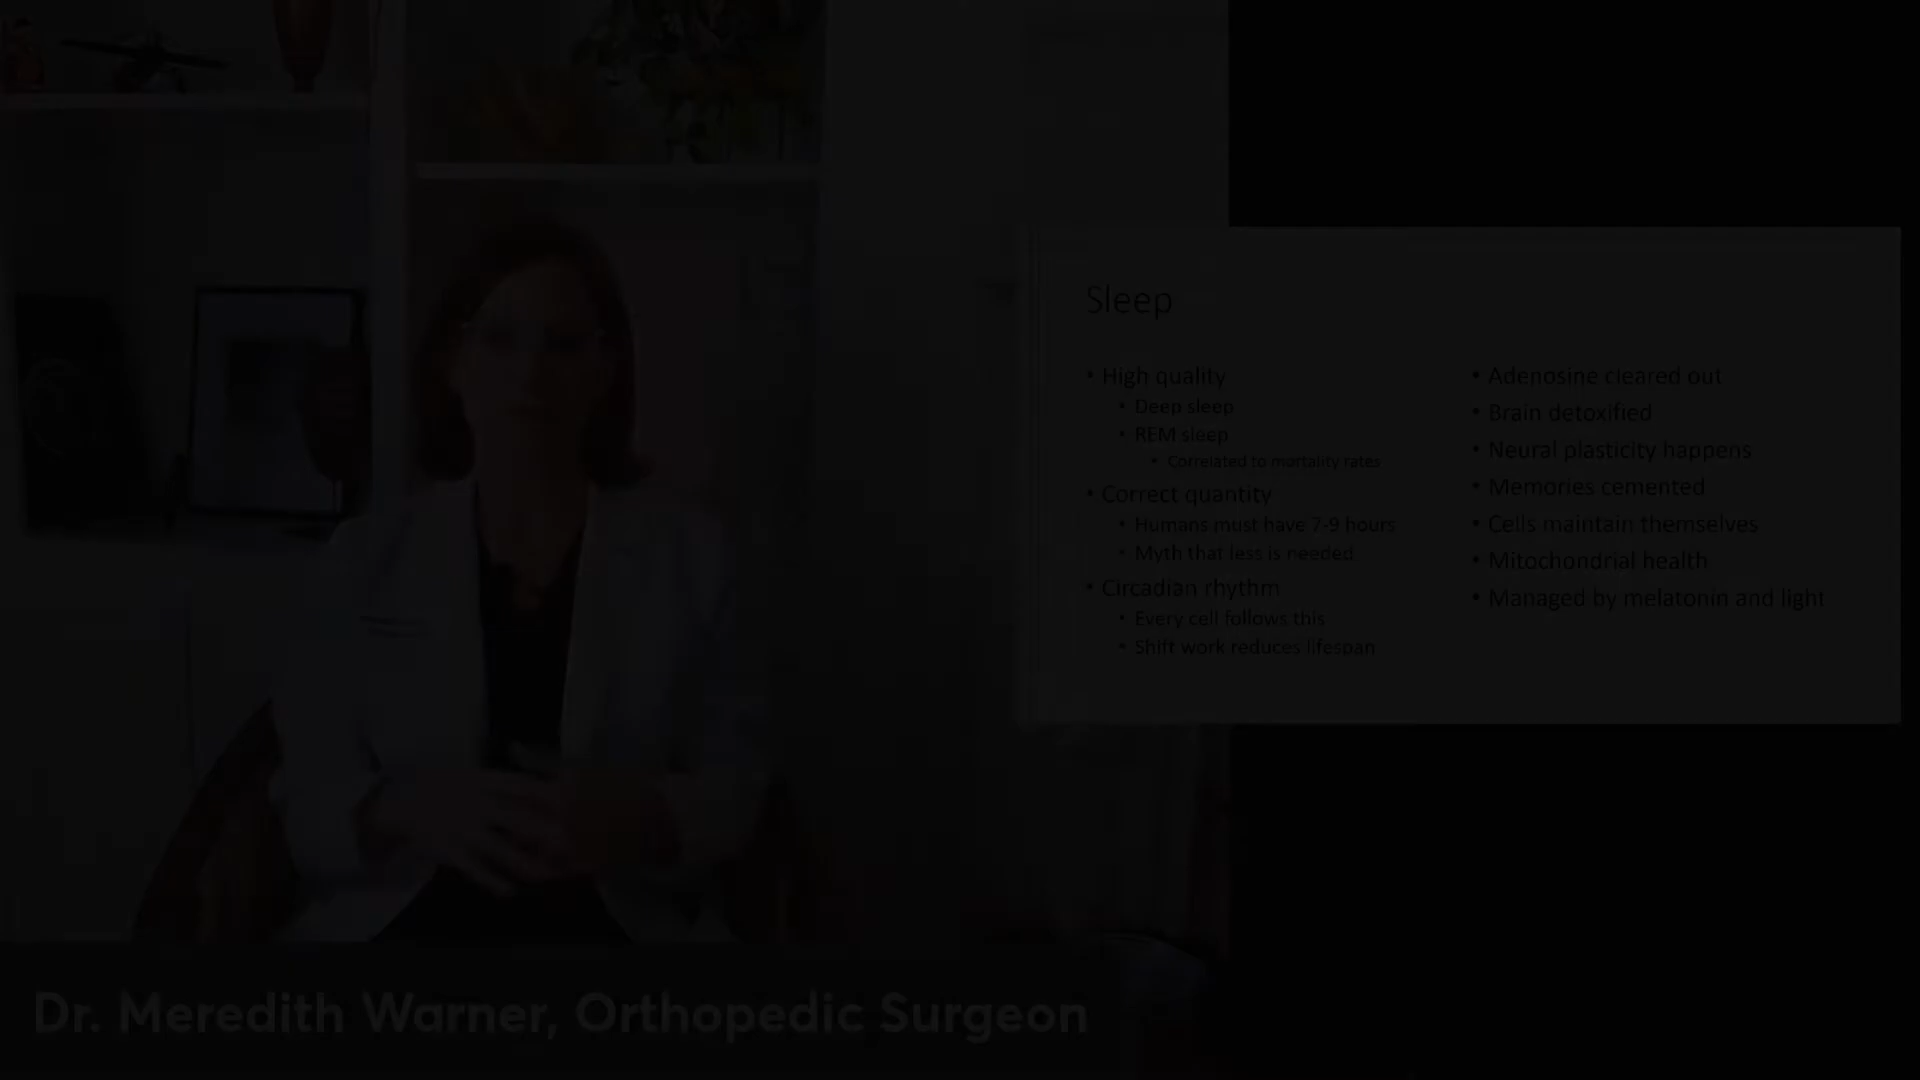 Sleep
• High quality
• Deep sleep
• REM sleep
• Correlated to mortality rates
• Correct quantity
• Humans must have 7-9 hours
• Myth that less is needed
• Circadian rhythm
• Every cell follows this
• Shift work reduces lifespan
• Adenosine cleared out
• Brain detoxified
• Neural plasticity happens
• Memories cemented
• Cells maintain themselves
• Mitochondrial health
• Managed by melatonin and light
Dr. Meredith Warner, Orthopedic Surgeon